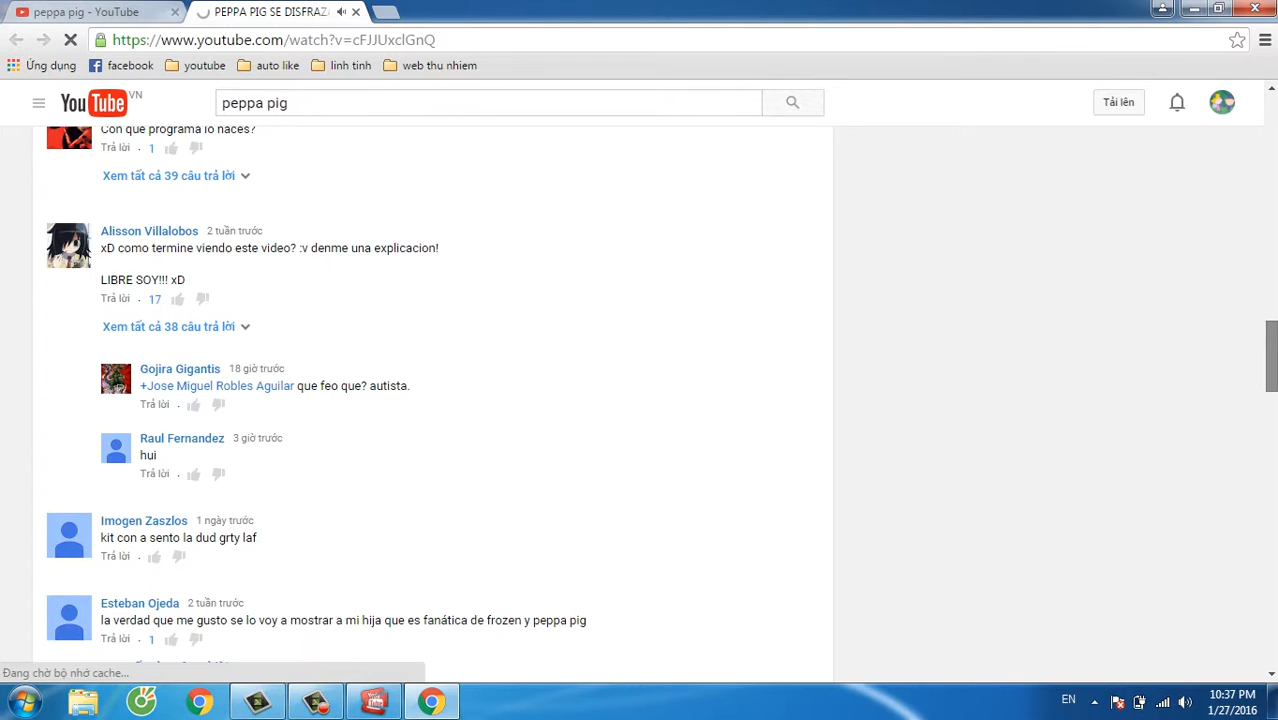 peppa pig - YouTube
PEPPA PIG SE DISFRAZA
https://www.youtube.com/watch?v=cFJJUxclGnQ
Ứng dụng facebook youtube auto like linh tinh web thu nhiem
YouTube VN
peppa pig
Tải lên
Con que programa lo haces?
Trả lời · 1
Xem tất cả 39 câu trả lời
Alisson Villalobos 2 tuần trước
xD como termine viendo este video? :v denme una explicacion!
LIBRE SOY!!! xD
Trả lời · 17
Xem tất cả 38 câu trả lời
Gojira Gigantis 18 giờ trước
+Jose Miguel Robles Aguilar que feo que? autista.
Trả lời ·
Raul Fernandez 3 giờ trước
hui
Trả lời ·
Imogen Zaszlos 1 ngày trước
kit con a sento la dud grty laf
Trả lời ·
Esteban Ojeda 2 tuần trước
la verdad que me gusto se lo voy a mostrar a mi hija que es fanática de frozen y peppa pig
Trả lời · 1
Đang chờ bộ nhớ cache...
EN
10:37 PM
1/27/2016